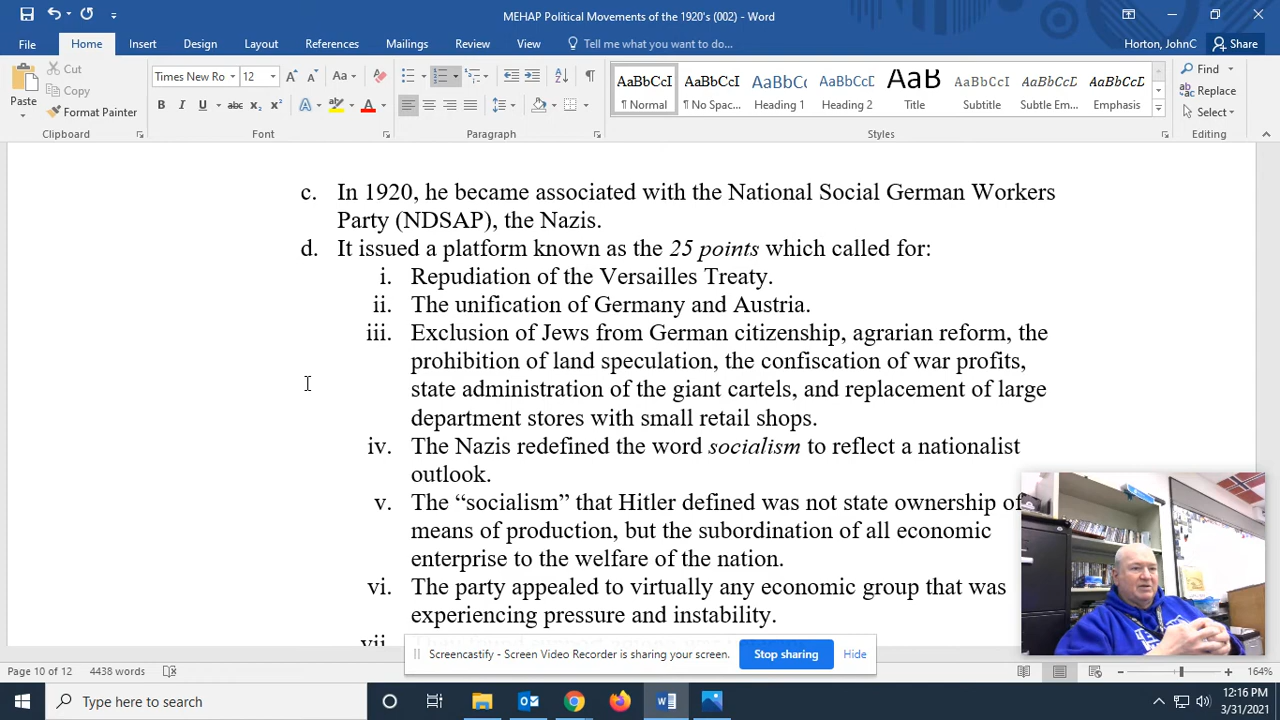 MEHAP Political Movements of the 1920's (002) - Word
File Home Insert Design Layout References Mailings Review View Tell me what you want to do... Horton, JohnC Share
Paste Cut Copy Format Painter Clipboard
Times New Ro 12 Font
Paragraph
AaBbCcI ¶ Normal AaBbCcI ¶ No Spac... AaBbC Heading 1 AaBbCcI Heading 2 AaB Title AaBbCcI Subtitle AaBbCcI Subtle Em... AaBbCcI Emphasis Styles
Find Replace Select Editing
c. In 1920, he became associated with the National Social German Workers
Party (NDSAP), the Nazis.
d. It issued a platform known as the 25 points which called for:
i. Repudiation of the Versailles Treaty.
ii. The unification of Germany and Austria.
iii. Exclusion of Jews from German citizenship, agrarian reform, the
prohibition of land speculation, the confiscation of war profits,
state administration of the giant cartels, and replacement of large
department stores with small retail shops.
iv. The Nazis redefined the word socialism to reflect a nationalist
outlook.
v. The “socialism” that Hitler defined was not state ownership of
means of production, but the subordination of all economic
enterprise to the welfare of the nation.
vi. The party appealed to virtually any economic group that was
experiencing pressure and instability.
vii.
Screencastify - Screen Video Recorder is sharing your screen. Stop sharing Hide
Page 10 of 12 4438 words 164%
Type here to search 12:16 PM
3/31/2021